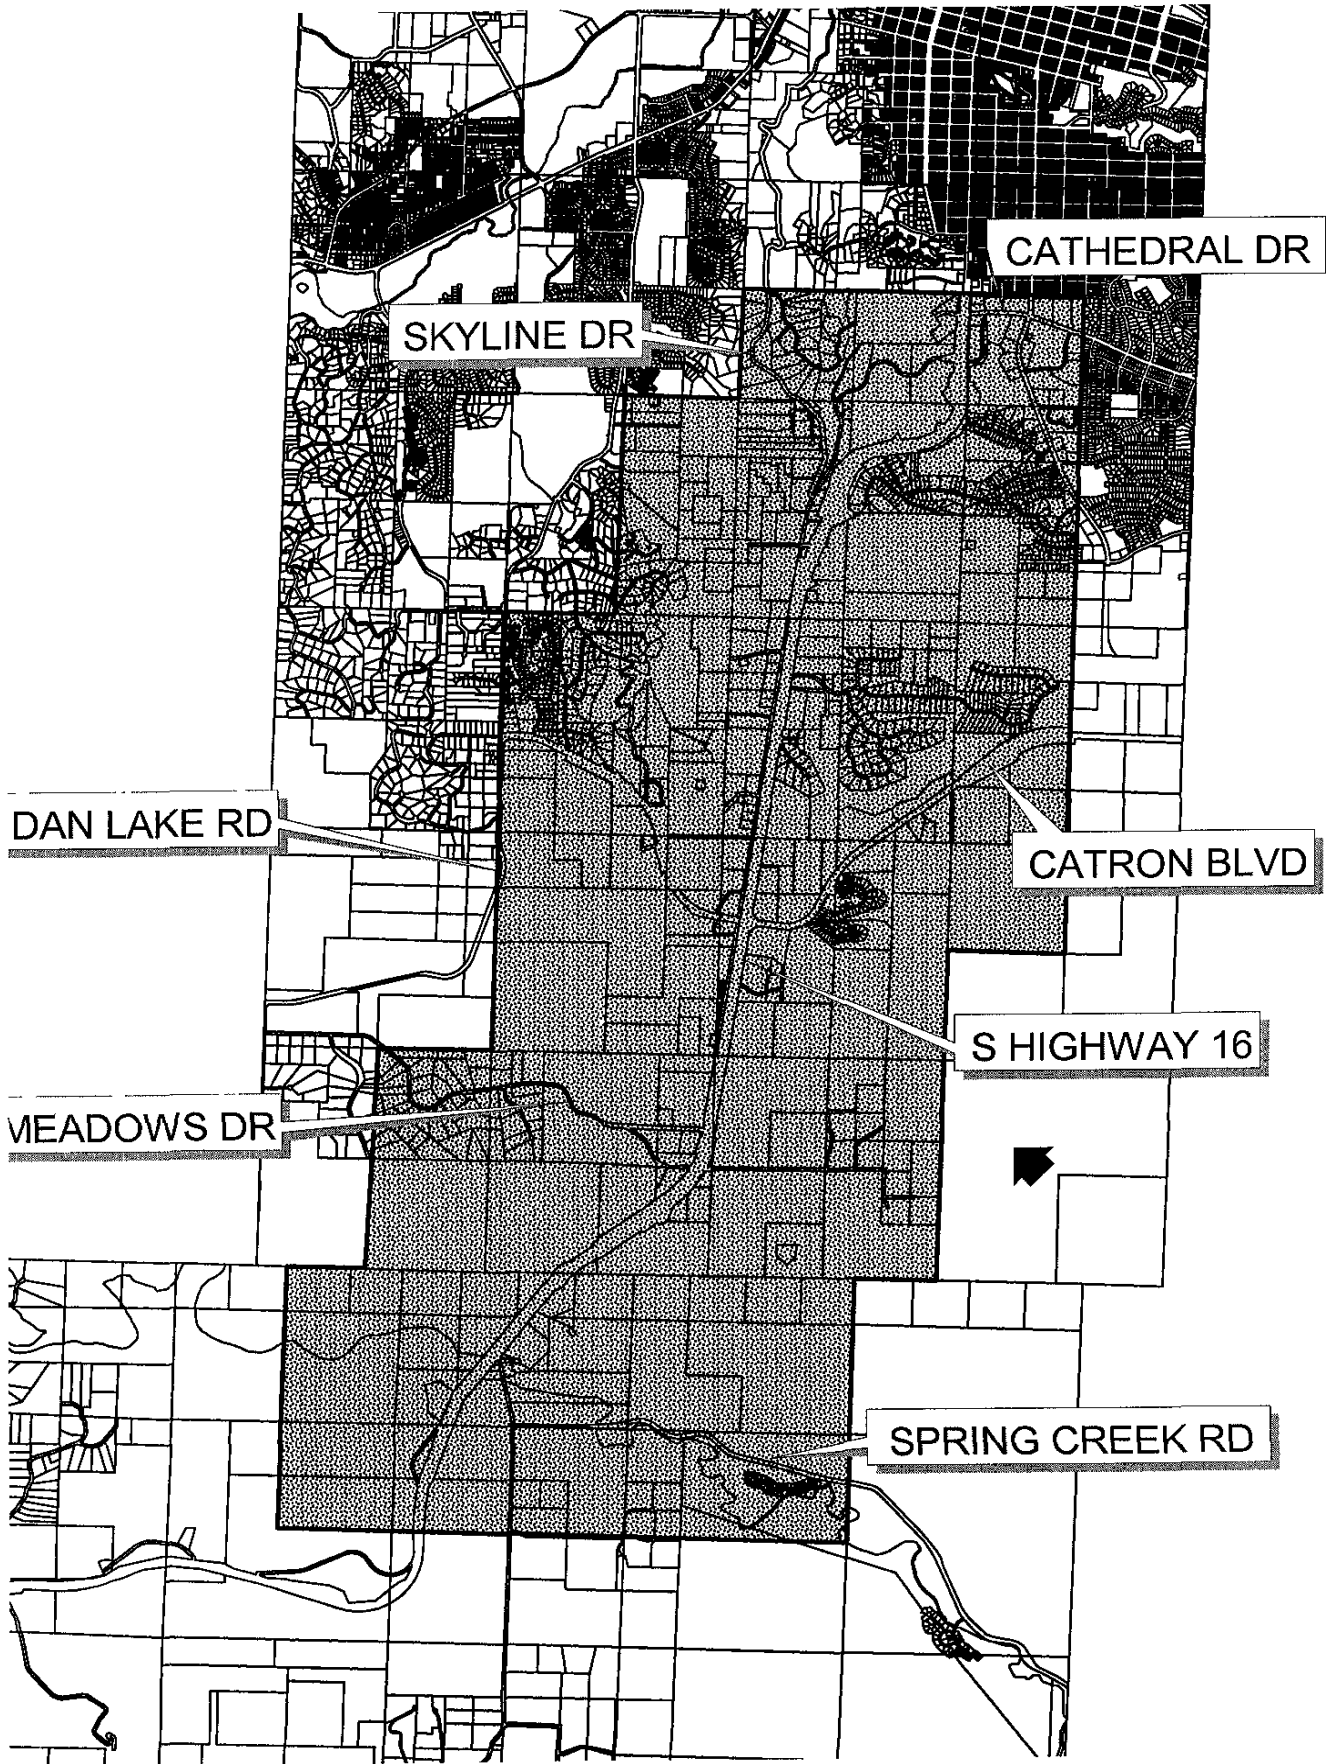 CATHEDRAL DR
SKYLINE DR
DAN LAKE RD
CATRON BLVD
S HIGHWAY 16
MEADOWS DR
SPRING CREEK RD